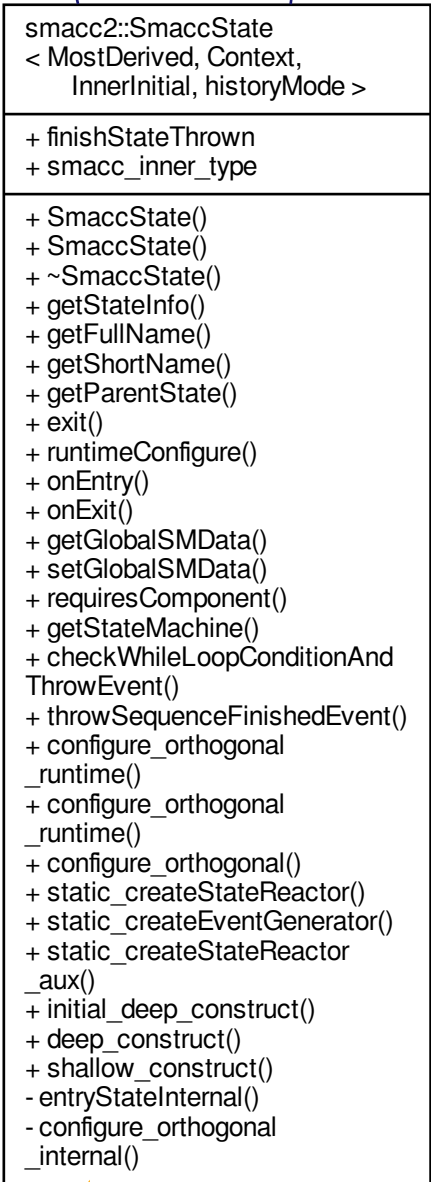 smacc2::SmaccState
< MostDerived, Context,
InnerInitial, historyMode >
+ finishStateThrown
+ smacc_inner_type
+ SmaccState()
+ SmaccState()
+ ~SmaccState()
+ getStateInfo()
+ getFullName()
+ getShortName()
+ getParentState()
+ exit()
+ runtimeConfigure()
+ onEntry()
+ onExit()
+ getGlobalSMData()
+ setGlobalSMData()
+ requiresComponent()
+ getStateMachine()
+ checkWhileLoopConditionAnd
ThrowEvent()
+ throwSequenceFinishedEvent()
+ configure_orthogonal
_runtime()
+ configure_orthogonal
_runtime()
+ configure_orthogonal()
+ static_createStateReactor()
+ static_createEventGenerator()
+ static_createStateReactor
_aux()
+ initial_deep_construct()
+ deep_construct()
+ shallow_construct()
- entryStateInternal()
- configure_orthogonal
_internal()